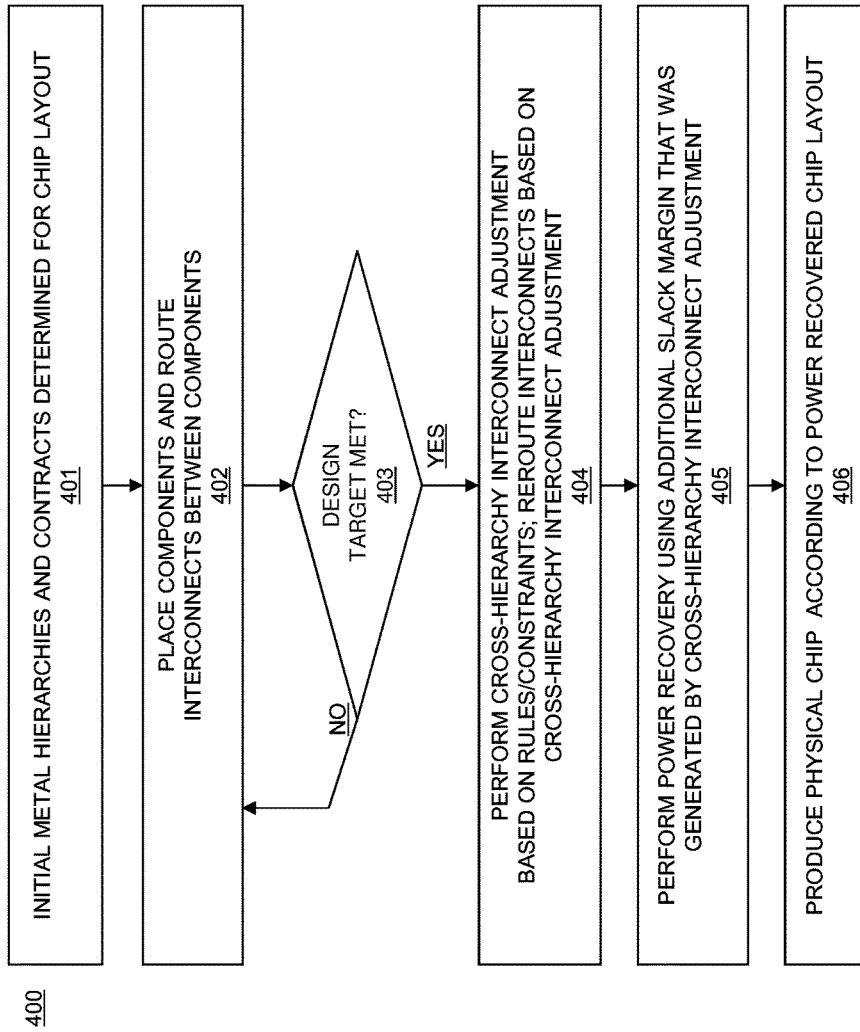 400
INITIAL METAL HIERARCHIES AND CONTRACTS DETERMINED FOR CHIP LAYOUT
401
PLACE COMPONENTS AND ROUTE
INTERCONNECTS BETWEEN COMPONENTS
402
DESIGN
TARGET MET?
403
NO
YES
PERFORM CROSS-HIERARCHY INTERCONNECT ADJUSTMENT
BASED ON RULES/CONSTRAINTS; REROUTE INTERCONNECTS BASED ON
CROSS-HIERARCHY INTERCONNECT ADJUSTMENT
404
PERFORM POWER RECOVERY USING ADDITIONAL SLACK MARGIN THAT WAS
GENERATED BY CROSS-HIERARCHY INTERCONNECT ADJUSTMENT
405
PRODUCE PHYSICAL CHIP ACCORDING TO POWER RECOVERED CHIP LAYOUT
406